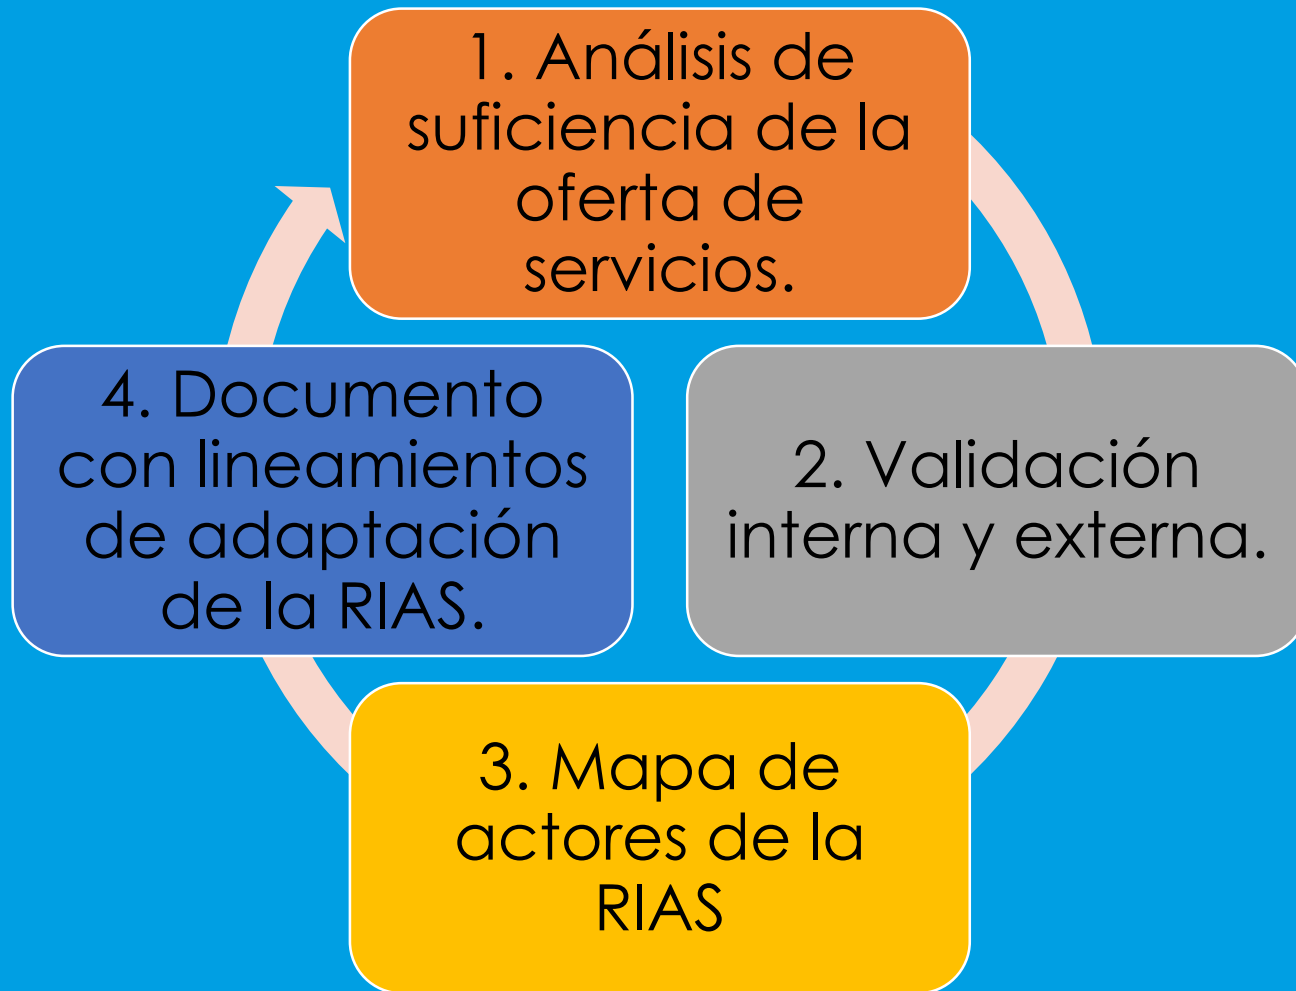 1. Análisis de
suficiencia de la
oferta de
servicios.
2. Validación
interna y externa.
3. Mapa de
actores de la
RIAS
4. Documento
con lineamientos
de adaptación
de la RIAS.